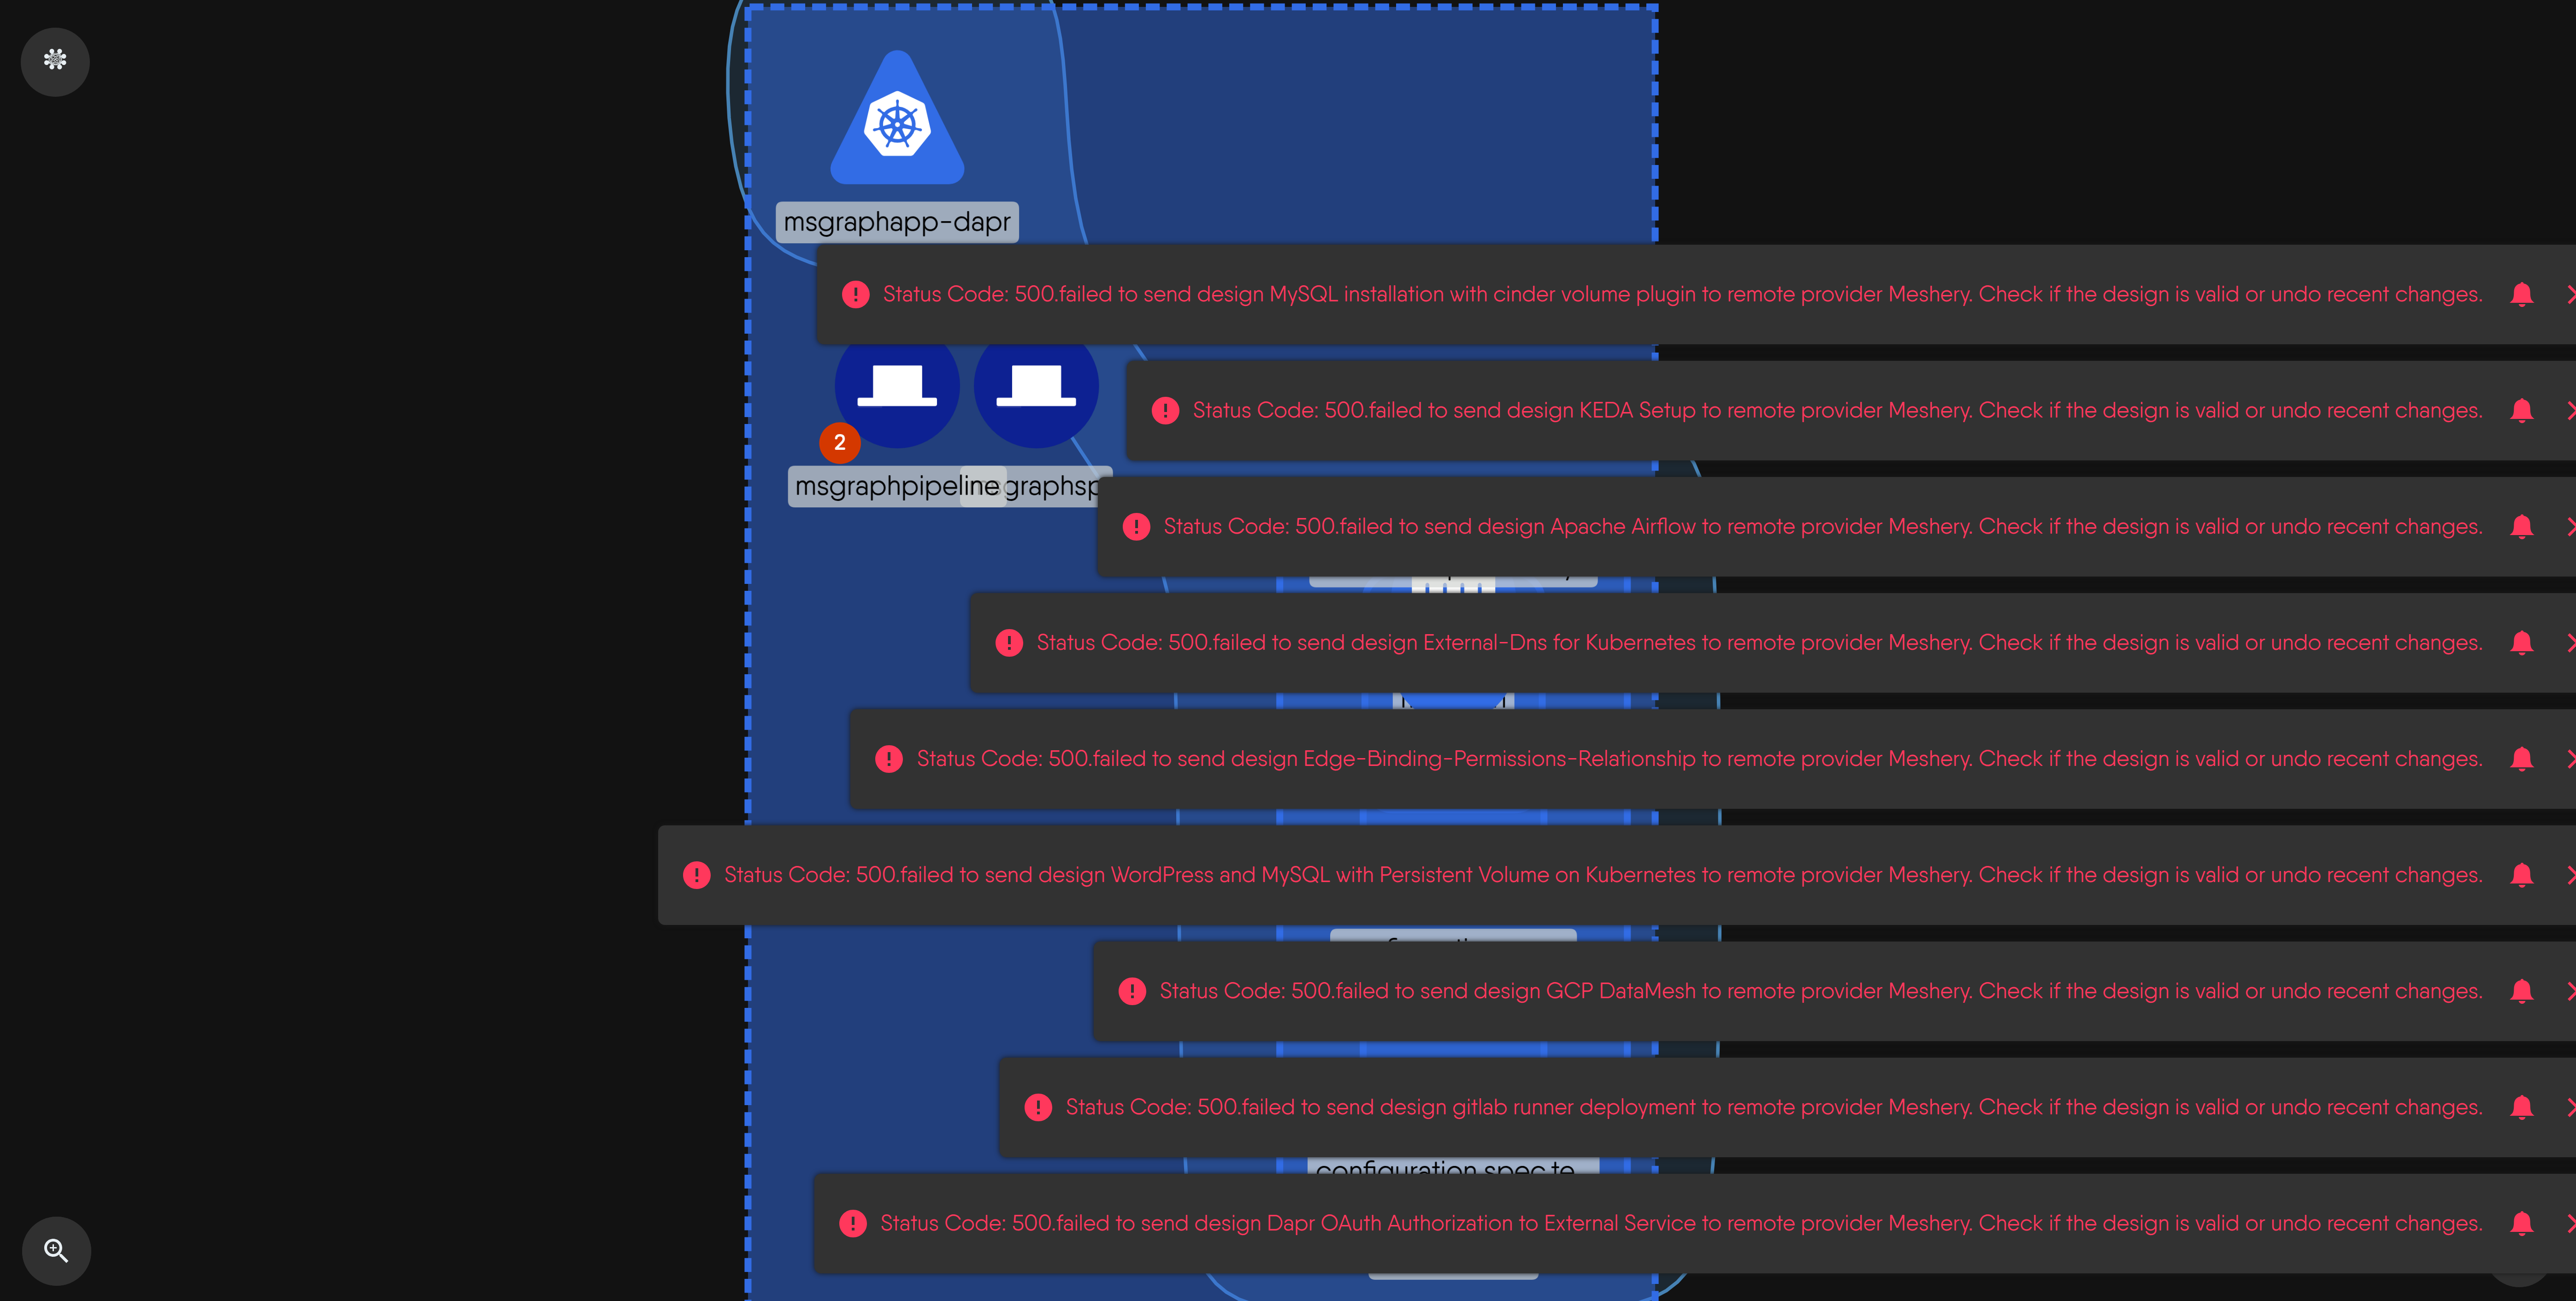 msgraphapp-dapr
Status Code: 500.failed to send design MySQL installation with cinder volume plugin to remote provider Meshery. Check if the design is valid or undo recent changes.
Status Code: 500.failed to send design KEDA Setup to remote provider Meshery. Check if the design is valid or undo recent changes.
2
msgraphpipeline graphsp
Status Code: 500.failed to send design Apache Airflow to remote provider Meshery. Check if the design is valid or undo recent changes.
Status Code: 500.failed to send design External-Dns for Kubernetes to remote provider Meshery. Check if the design is valid or undo recent changes.
Status Code: 500.failed to send design Edge-Binding-Permissions-Relationship to remote provider Meshery. Check if the design is valid or undo recent changes.
Status Code: 500.failed to send design WordPress and MySQL with Persistent Volume on Kubernetes to remote provider Meshery. Check if the design is valid or undo recent changes.
Status Code: 500.failed to send design GCP DataMesh to remote provider Meshery. Check if the design is valid or undo recent changes.
Status Code: 500.failed to send design gitlab runner deployment to remote provider Meshery. Check if the design is valid or undo recent changes.
configuration spec te
Status Code: 500.failed to send design Dapr OAuth Authorization to External Service to remote provider Meshery. Check if the design is valid or undo recent changes.